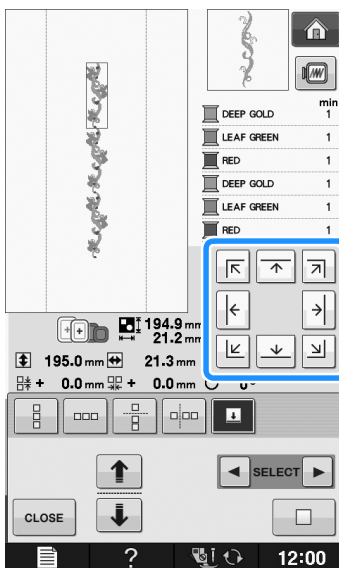 min
DEEP GOLD 1
LEAF GREEN 1
RED 1
DEEP GOLD 1
LEAF GREEN 1
RED 1
194.9 mm
21.2 mm
195.0 mm 21.3 mm
+ 0.0 mm + 0.0 mm 0°
SELECT
CLOSE
? 12:00